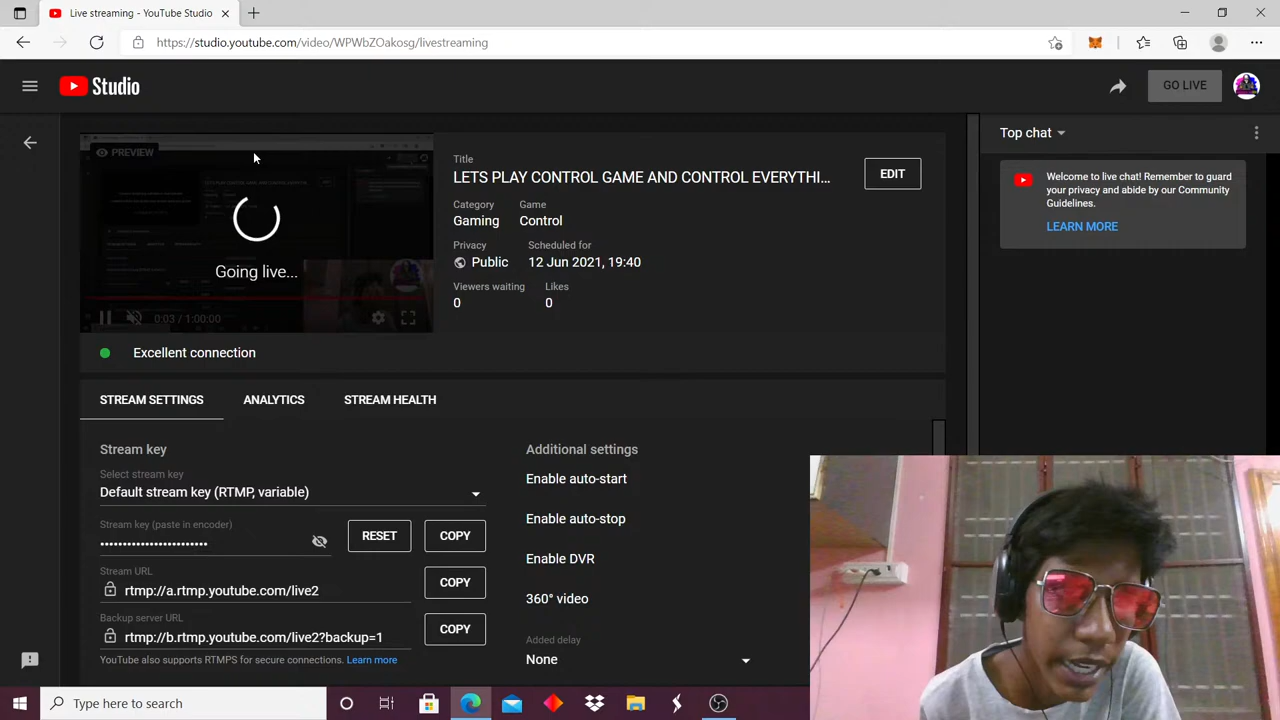 Live streaming - YouTube Studio
https://studio.youtube.com/video/WPWbZOakosg/livestreaming
Studio
GO LIVE
PREVIEW
Going live...
0:03 / 1:00:00
Title
LETS PLAY CONTROL GAME AND CONTROL EVERYTHI...
EDIT
Category
Game
Gaming
Control
Privacy
Scheduled for
Public
12 Jun 2021, 19:40
Viewers waiting
Likes
0
0
Excellent connection
Top chat
Welcome to live chat! Remember to guard
your privacy and abide by our Community
Guidelines.
LEARN MORE
STREAM SETTINGS
ANALYTICS
STREAM HEALTH
Stream key
Select stream key
Default stream key (RTMP, variable)
Stream key (paste in encoder)
••••••••••••••••••••••••
RESET
COPY
Stream URL
rtmp://a.rtmp.youtube.com/live2
COPY
Backup server URL
rtmp://b.rtmp.youtube.com/live2?backup=1
COPY
YouTube also supports RTMPS for secure connections. Learn more
Additional settings
Enable auto-start
Enable auto-stop
Enable DVR
360° video
Added delay
None
Type here to search